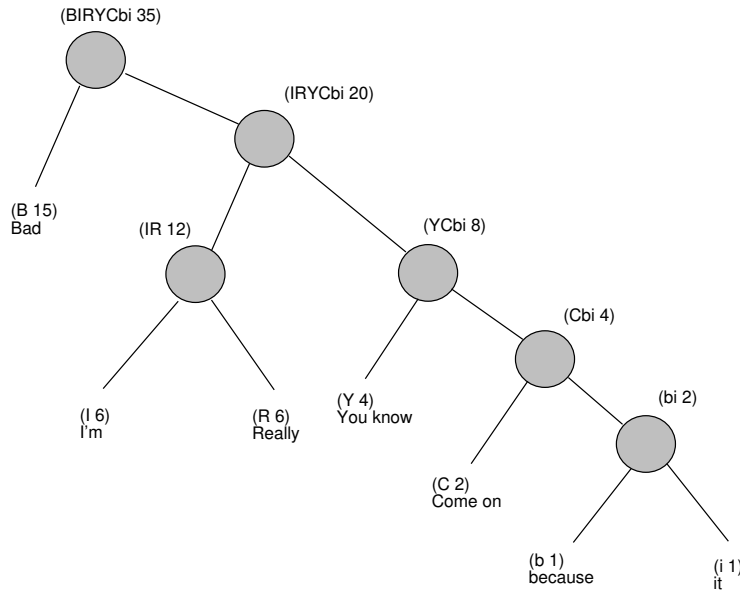 (BIRYCbi 35)
(IRYCbi 20)
(B 15)
Bad
(IR 12)
(YCbi 8)
(Cbi 4)
(I 6)
I'm
(R 6)
Really
(Y 4)
You know
(bi 2)
(C 2)
Come on
(b 1)
because
(i 1)
it